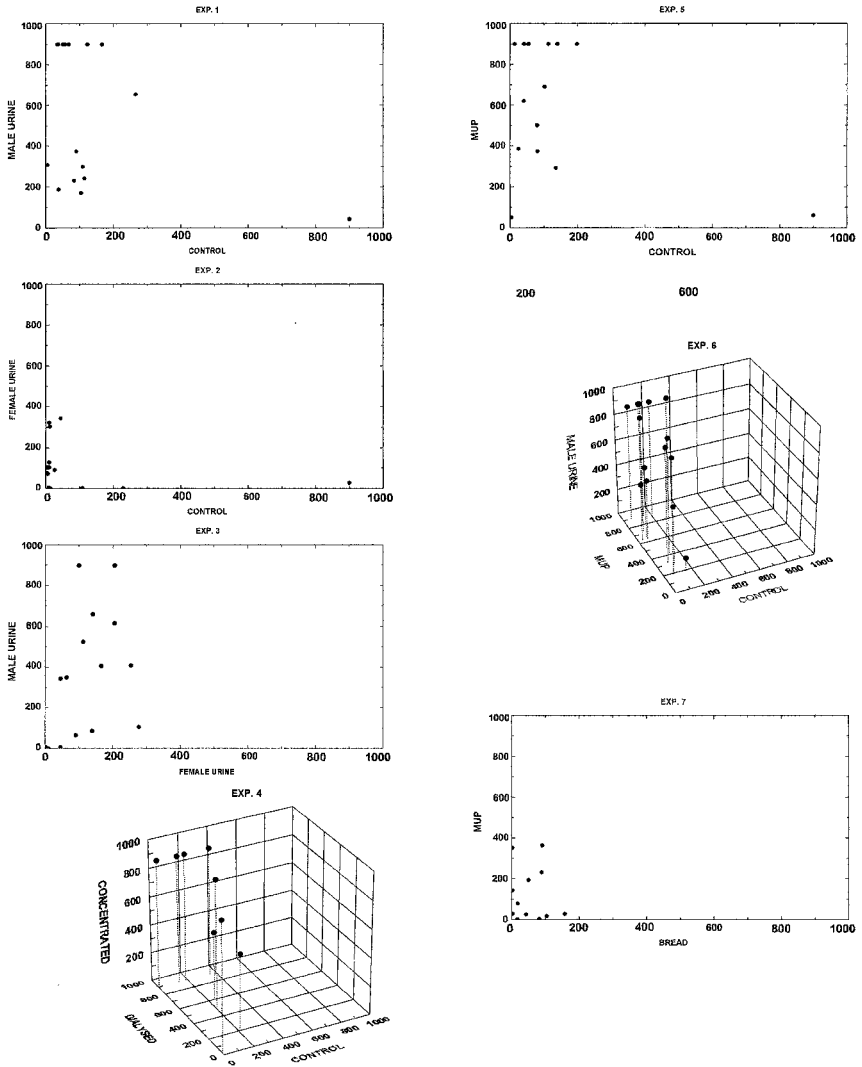 EXP. 1
1000
800
600
400
200
0
MALE URINE
0 200 400 600 800 1000
CONTROL
EXP. 2
1000
800
600
400
200
0
FEMALE URINE
0 200 400 600 800 1000
CONTROL
EXP. 3
1000
800
600
400
200
0
MALE URINE
0 200 400 600 800 1000
FEMALE URINE
EXP. 4
1000
800
600
400
200
CONCENTRATED
1000
800
600
400
200
0
DIALYSED
0 200 400 600 800 1000
CONTROL
EXP. 5
1000
800
600
400
200
0
MUP
0 200 400 600 800 1000
CONTROL
200 600
EXP. 6
1000
800
600
400
200
MALE URINE
1000
800
600
400
200
0
MUP
0 200 400 600 800 1000
CONTROL
EXP. 7
1000
800
600
400
200
0
MUP
0 200 400 600 800 1000
BREAD